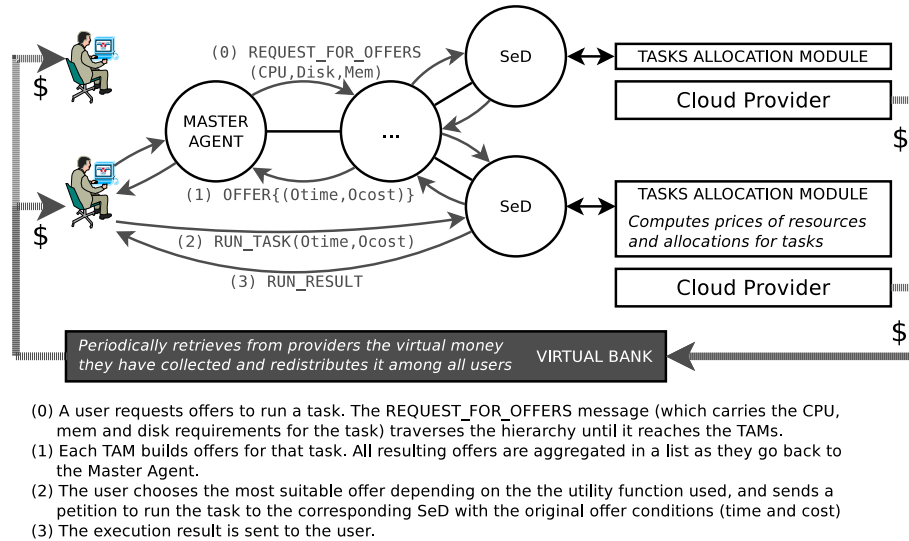 (0) REQUEST_FOR_OFFERS
(CPU,Disk,Mem)
SeD
TASKS ALLOCATION MODULE
Cloud Provider
$
$
MASTER
AGENT
...
(1) OFFER{(Otime,Ocost)}
SeD
TASKS ALLOCATION MODULE
Computes prices of resources
and allocations for tasks
$
(2) RUN_TASK(Otime,Ocost)
(3) RUN_RESULT
Cloud Provider
$
Periodically retrieves from providers the virtual money
they have collected and redistributes it among all users
VIRTUAL BANK
(0) A user requests offers to run a task. The REQUEST_FOR_OFFERS message (which carries the CPU,
mem and disk requirements for the task) traverses the hierarchy until it reaches the TAMs.
(1) Each TAM builds offers for that task. All resulting offers are aggregated in a list as they go back to
the Master Agent.
(2) The user chooses the most suitable offer depending on the the utility function used, and sends a
petition to run the task to the corresponding SeD with the original offer conditions (time and cost)
(3) The execution result is sent to the user.